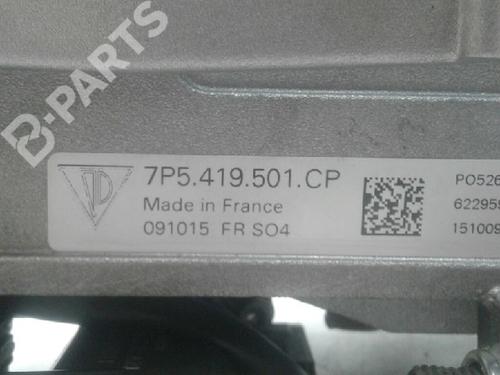 B-PARTS
7P5.419.501.CP
Made in France
091015 FR SO4
PO526
622955
151009